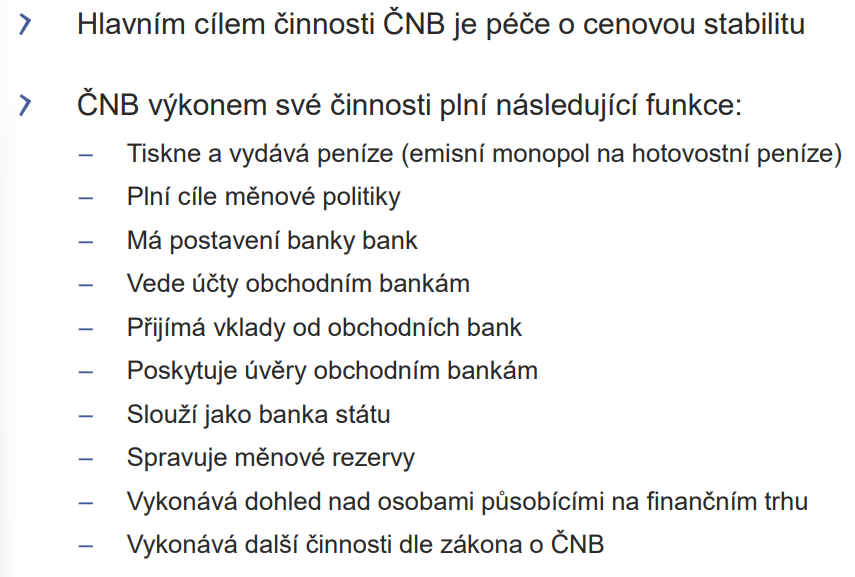 Hlavním cílem činnosti ČNB je péče o cenovou stabilitu
ČNB výkonem své činnosti plní následující funkce:
– Tiskne a vydává peníze (emisní monopol na hotovostní peníze)
– Plní cíle měnové politiky
– Má postavení banky bank
– Vede účty obchodním bankám
– Přijímá vklady od obchodních bank
– Poskytuje úvěry obchodním bankám
– Slouží jako banka státu
– Spravuje měnové rezervy
– Vykonává dohled nad osobami působícími na finančním trhu
– Vykonává další činnosti dle zákona o ČNB